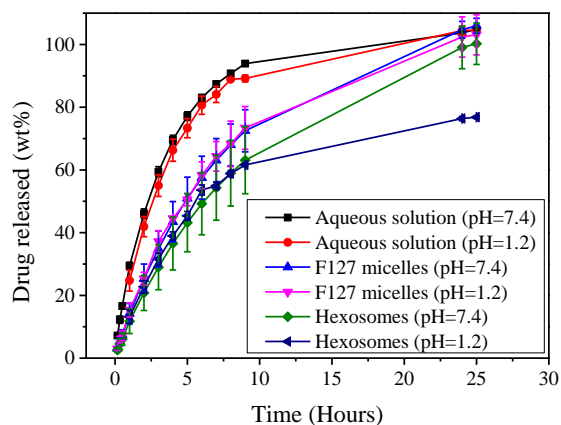 Drug released (wt%)
100
80
60
40
20
0
Aqueous solution (pH=7.4)
Aqueous solution (pH=1.2)
F127 micelles (pH=7.4)
F127 micelles (pH=1.2)
Hexosomes (pH=7.4)
Hexosomes (pH=1.2)
0 5 10 15 20 25 30
Time (Hours)